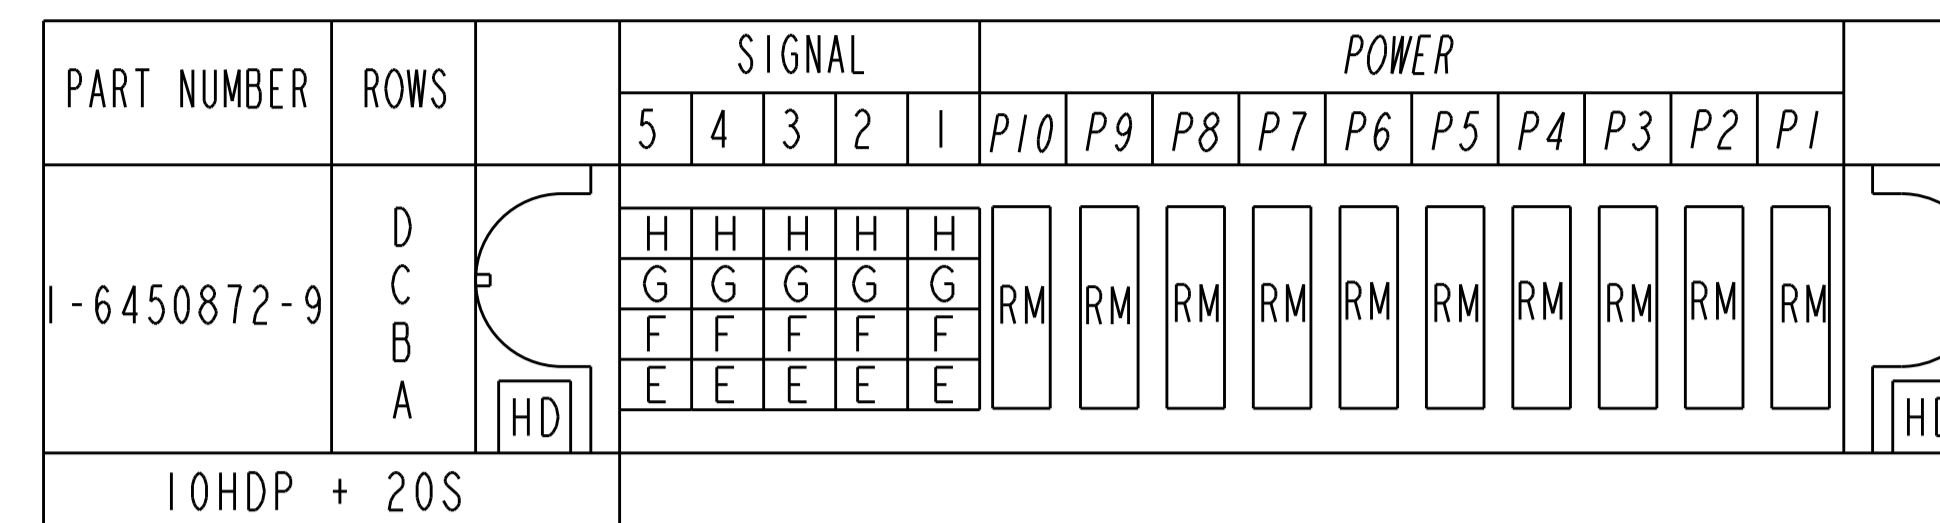 PART NUMBER ROWS SIGNAL POWER
5 4 3 2 1 P10 P9 P8 P7 P6 P5 P4 P3 P2 P1
1-6450872-9
D H H H H H
C G G G G G
RM RM RM RM RM RM RM RM RM RM
B F F F F F
A E E E E E
HD HD
10HDP + 20S